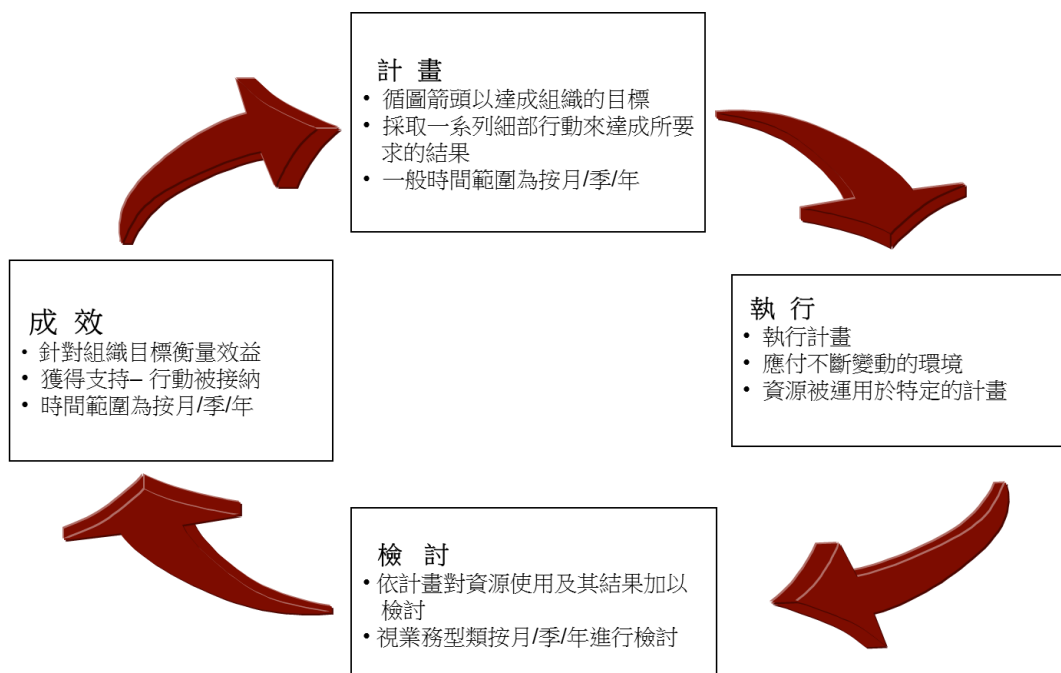 計 畫
• 循圖箭頭以達成組織的目標
• 採取一系列細部行動來達成所要
求的結果
• 一般時間範圍為按月/季/年
執 行
• 執行計畫
• 應付不斷變動的環境
• 資源被運用於特定的計畫
檢 討
• 依計畫對資源使用及其結果加以
檢討
• 視業務型類按月/季/年進行檢討
成 效
• 針對組織目標衡量效益
• 獲得支持– 行動被接納
• 時間範圍為按月/季/年